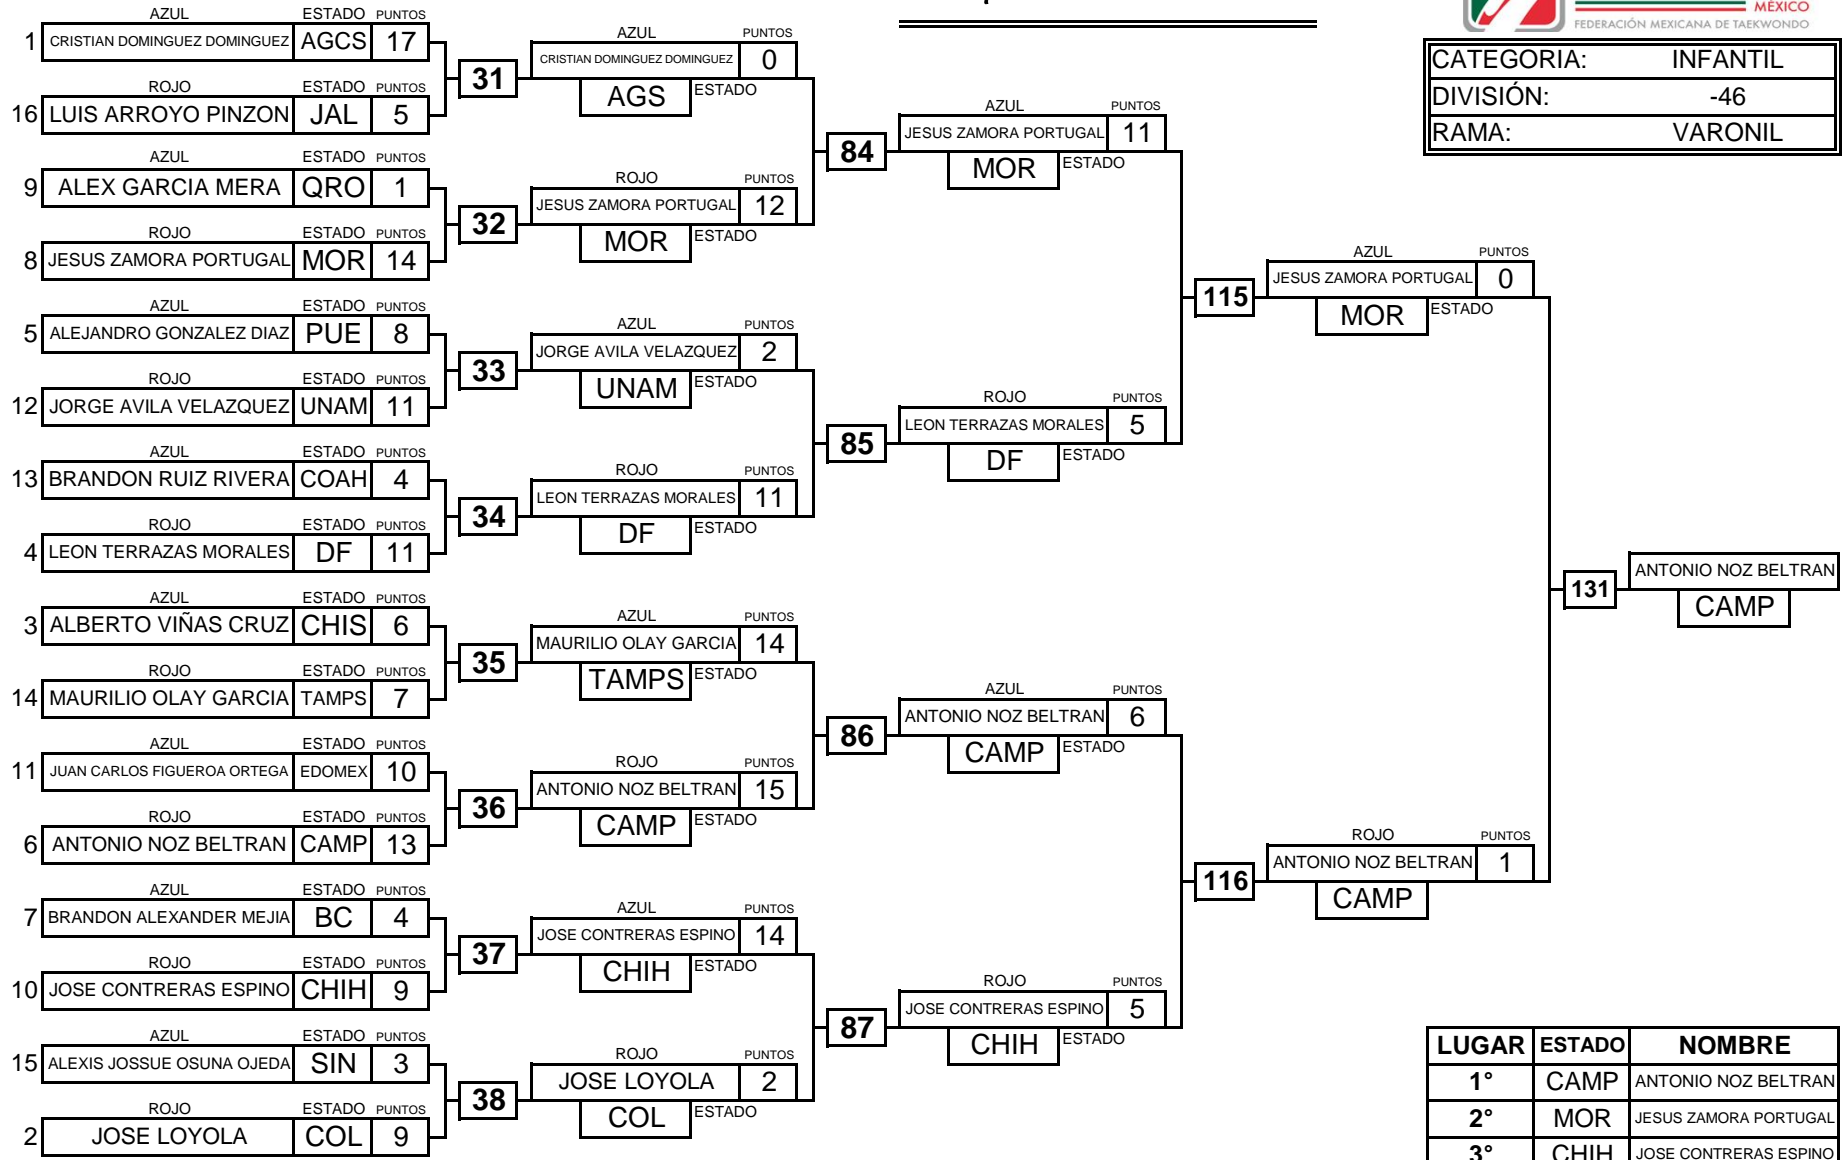 MÉXICO
FEDERACIÓN MEXICANA DE TAEKWONDO
CATEGORIA: INFANTIL
DIVISIÓN: -46
RAMA: VARONIL
AZUL ESTADO PUNTOS
1 CRISTIAN DOMINGUEZ DOMINGUEZ AGCS 17
ROJO ESTADO PUNTOS
16 LUIS ARROYO PINZON JAL 5
AZUL ESTADO PUNTOS
9 ALEX GARCIA MERA QRO 1
ROJO ESTADO PUNTOS
8 JESUS ZAMORA PORTUGAL MOR 14
AZUL ESTADO PUNTOS
5 ALEJANDRO GONZALEZ DIAZ PUE 8
ROJO ESTADO PUNTOS
12 JORGE AVILA VELAZQUEZ UNAM 11
AZUL ESTADO PUNTOS
13 BRANDON RUIZ RIVERA COAH 4
ROJO ESTADO PUNTOS
4 LEON TERRAZAS MORALES DF 11
AZUL ESTADO PUNTOS
3 ALBERTO VIÑAS CRUZ CHIS 6
ROJO ESTADO PUNTOS
14 MAURILIO OLAY GARCIA TAMPS 7
AZUL ESTADO PUNTOS
11 JUAN CARLOS FIGUEROA ORTEGA EDOMEX 10
ROJO ESTADO PUNTOS
6 ANTONIO NOZ BELTRAN CAMP 13
AZUL ESTADO PUNTOS
7 BRANDON ALEXANDER MEJIA BC 4
ROJO ESTADO PUNTOS
10 JOSE CONTRERAS ESPINO CHIH 9
AZUL ESTADO PUNTOS
15 ALEXIS JOSSUE OSUNA OJEDA SIN 3
ROJO ESTADO PUNTOS
2 JOSE LOYOLA COL 9
31
AZUL PUNTOS
CRISTIAN DOMINGUEZ DOMINGUEZ 0
AGS ESTADO
32
ROJO PUNTOS
JESUS ZAMORA PORTUGAL 12
MOR ESTADO
33
AZUL PUNTOS
JORGE AVILA VELAZQUEZ 2
UNAM ESTADO
34
ROJO PUNTOS
LEON TERRAZAS MORALES 11
DF ESTADO
35
AZUL PUNTOS
MAURILIO OLAY GARCIA 14
TAMPS ESTADO
36
ROJO PUNTOS
ANTONIO NOZ BELTRAN 15
CAMP ESTADO
37
AZUL PUNTOS
JOSE CONTRERAS ESPINO 14
CHIH ESTADO
38
ROJO PUNTOS
JOSE LOYOLA 2
COL ESTADO
84
AZUL PUNTOS
JESUS ZAMORA PORTUGAL 11
MOR ESTADO
85
ROJO PUNTOS
LEON TERRAZAS MORALES 5
DF ESTADO
86
AZUL PUNTOS
ANTONIO NOZ BELTRAN 6
CAMP ESTADO
87
ROJO PUNTOS
JOSE CONTRERAS ESPINO 5
CHIH ESTADO
115
AZUL PUNTOS
JESUS ZAMORA PORTUGAL 0
MOR ESTADO
116
ROJO PUNTOS
ANTONIO NOZ BELTRAN 1
CAMP
131
ANTONIO NOZ BELTRAN
CAMP
LUGAR ESTADO NOMBRE
1° CAMP ANTONIO NOZ BELTRAN
2° MOR JESUS ZAMORA PORTUGAL
3° CHIH JOSE CONTRERAS ESPINO